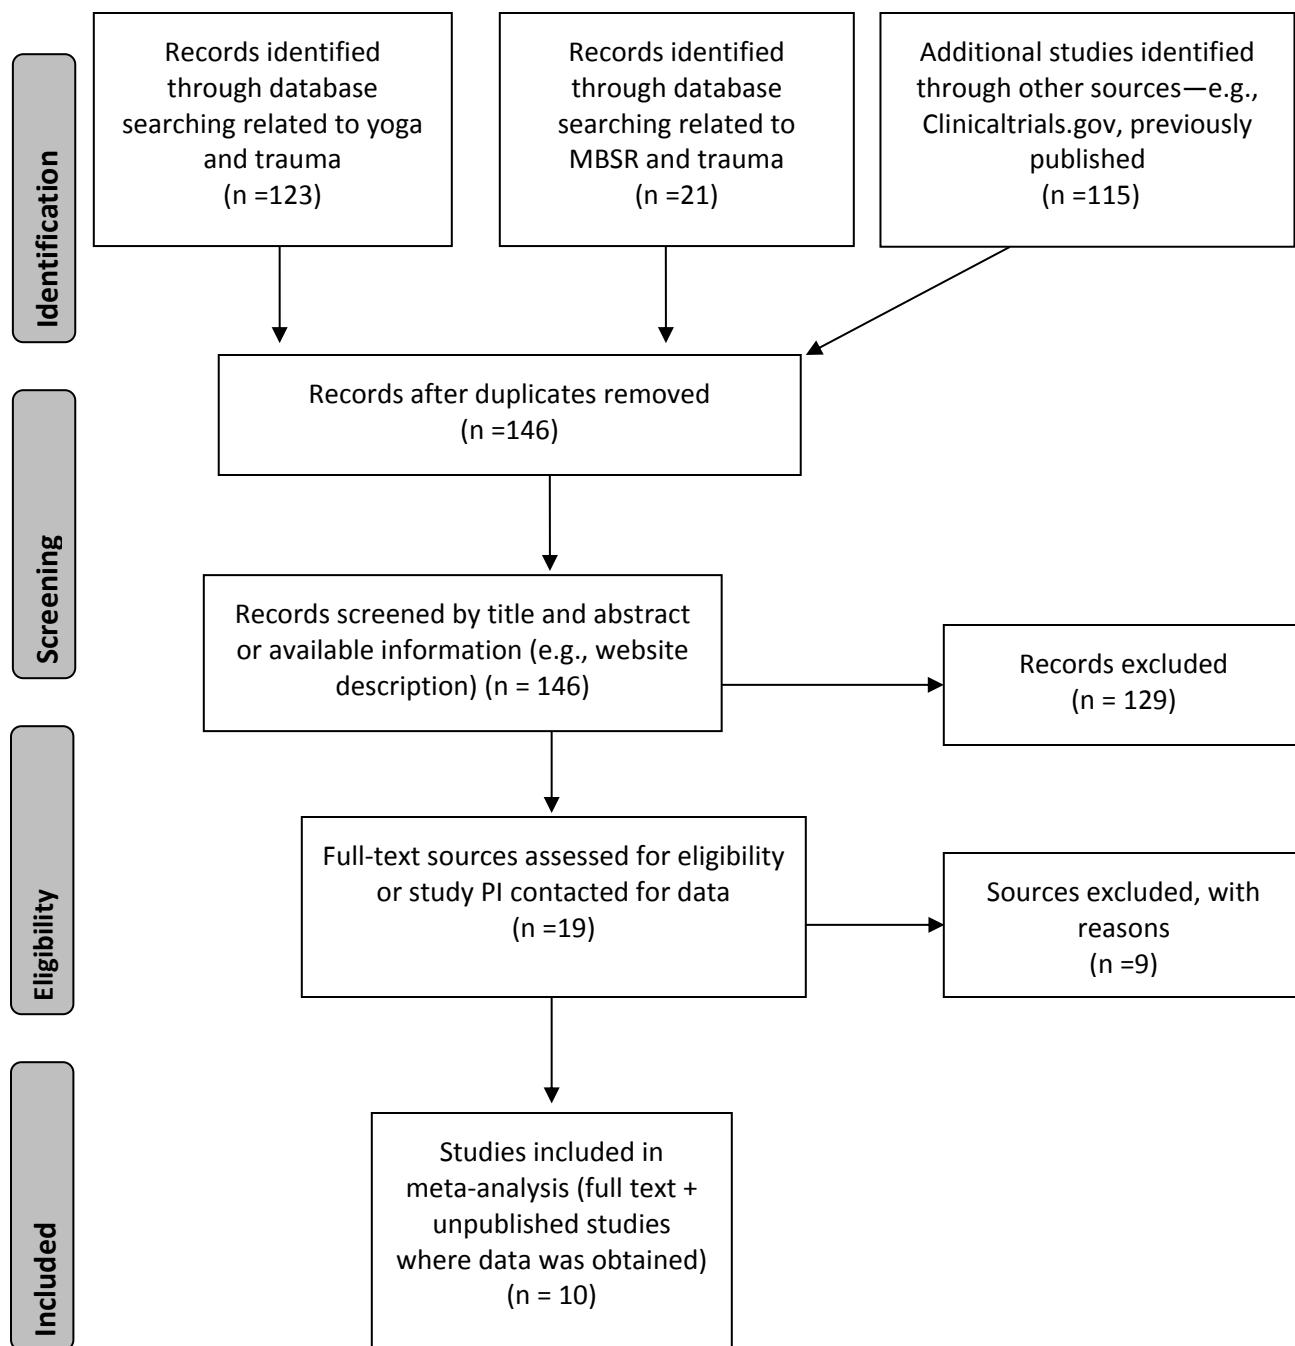 Identification
Records identified
through database
searching related to yoga
and trauma
(n =123)
Records identified
through database
searching related to
MBSR and trauma
(n =21)
Additional studies identified
through other sources—e.g.,
Clinicaltrials.gov, previously
published
(n =115)
Records after duplicates removed
(n =146)
Screening
Records screened by title and abstract
or available information (e.g., website
description) (n = 146)
Records excluded
(n = 129)
Eligibility
Full-text sources assessed for eligibility
or study PI contacted for data
(n =19)
Sources excluded, with
reasons
(n =9)
Included
Studies included in
meta-analysis (full text +
unpublished studies
where data was obtained)
(n = 10)